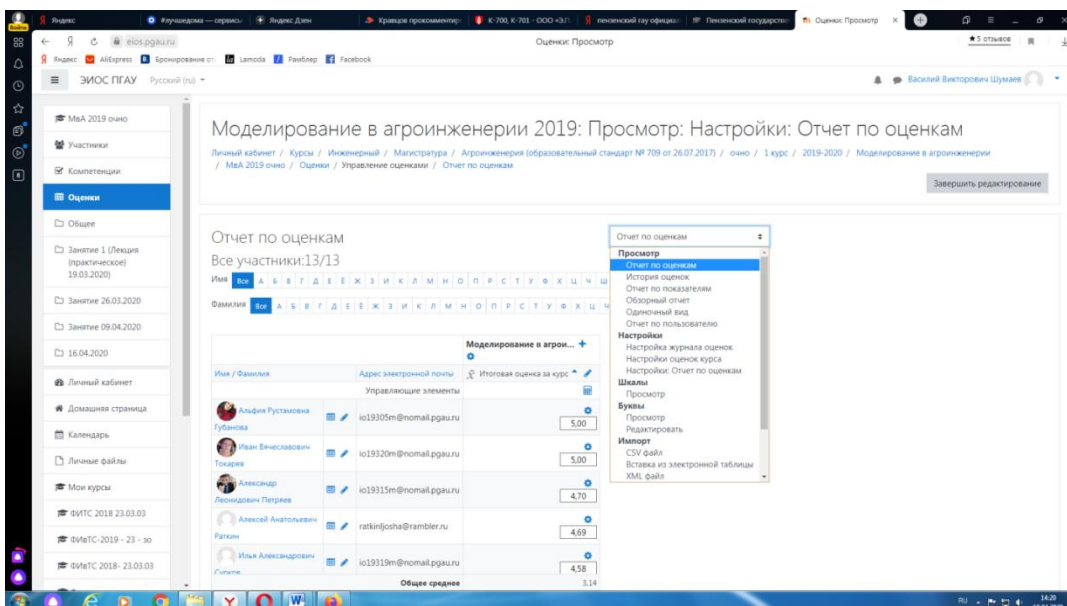 Войти
Яндекс
#лучшедома — сервисы
Яндекс Дзен
Кравцов прокомментир
К-700, К-701 - ООО «З.П
пензенский гау официал
Пензенский государстве
Оценки: Просмотр
eios.pgau.ru
Оценки: Просмотр
★ 5 отзывов
Яндекс
AliExpress
Бронирование от
Lamoda
Рамблер
Facebook
ЭИОС ПГАУ
Русский (ru)
Василий Викторович Шумаев
МвА 2019 очно
Участники
Компетенции
Оценки
Общее
Занятие 1 (Лекция
(практическое)
19.03.2020)
Занятие 26.03.2020
Занятие 09.04.2020
16.04.2020
Личный кабинет
Домашняя страница
Календарь
Личные файлы
Мои курсы
ФИТС 2018 23.03.03
ФИвТС-2019 - 23 - зо
ФИвТС 2018- 23.03.03
Моделирование в агроинженерии 2019: Просмотр: Настройки: Отчет по оценкам
Личный кабинет / Курсы / Инженерный / Магистратура / Агроинженерия (образовательный стандарт № 709 от 26.07.2017) / очно / 1 курс / 2019-2020 / Моделирование в агроинженерии
/ МвА 2019 очно / Оценки / Управление оценками / Отчет по оценкам
Завершить редактирование
Отчет по оценкам
Все участники:13/13
Имя Все А Б В Г Д Е Ё Ж З И К Л М Н О П Р С Т У Ф Х Ц Ч Ш
Фамилия Все А Б В Г Д Е Ё Ж З И К Л М Н О П Р С Т У Ф Х Ц Ч
Моделирование в агрои...
Имя / Фамилия
Адрес электронной почты
Итоговая оценка за курс
Управляющие элементы
Альфия Рустамовна
Губанова
io19305m@nomail.pgau.ru
5,00
Иван Вячеславович
Токарев
io19320m@nomail.pgau.ru
5,00
Александр
Леонидович Петряев
io19315m@nomail.pgau.ru
4,70
Алексей Анатольевич
Раткин
ratkinljosha@rambler.ru
4,69
Илья Александрович
io19319m@nomail.pgau.ru
4,58
Общее среднее
3,14
Отчет по оценкам
Просмотр
Отчет по оценкам
История оценок
Отчет по показателям
Обзорный отчет
Одиночный вид
Отчет по пользователю
Настройки
Настройка журнала оценок
Настройки оценок курса
Настройки: Отчет по оценкам
Шкалы
Просмотр
Буквы
Просмотр
Редактировать
Импорт
CSV файл
Вставка из электронной таблицы
XML файл
RU
14:20